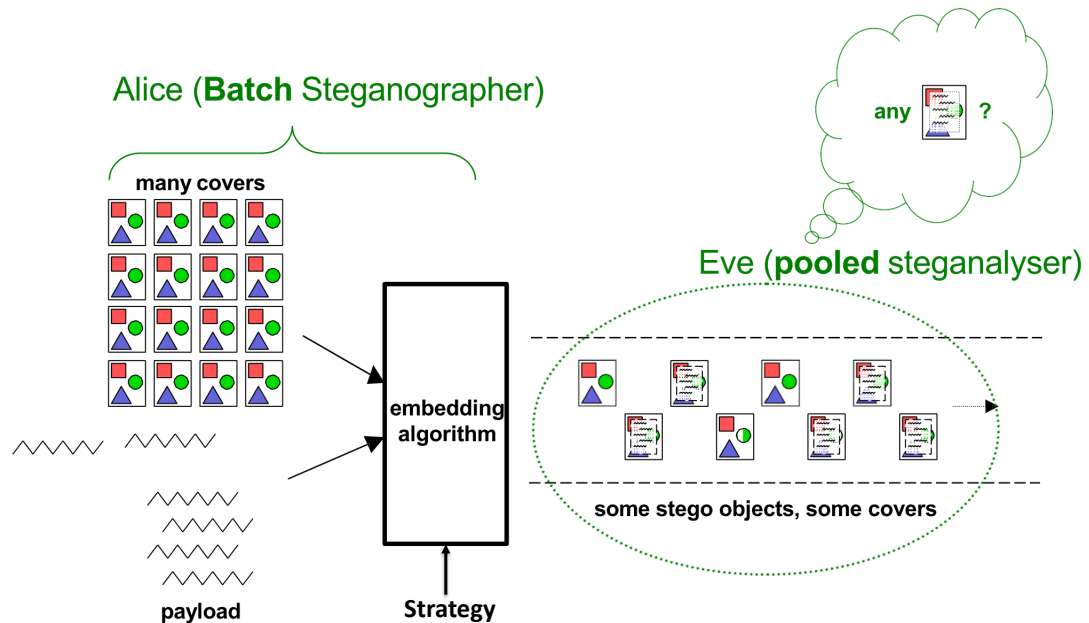 Alice (Batch Steganographer)
many covers
any ?
Eve (pooled steganalyser)
embedding
algorithm
some stego objects, some covers
payload
Strategy